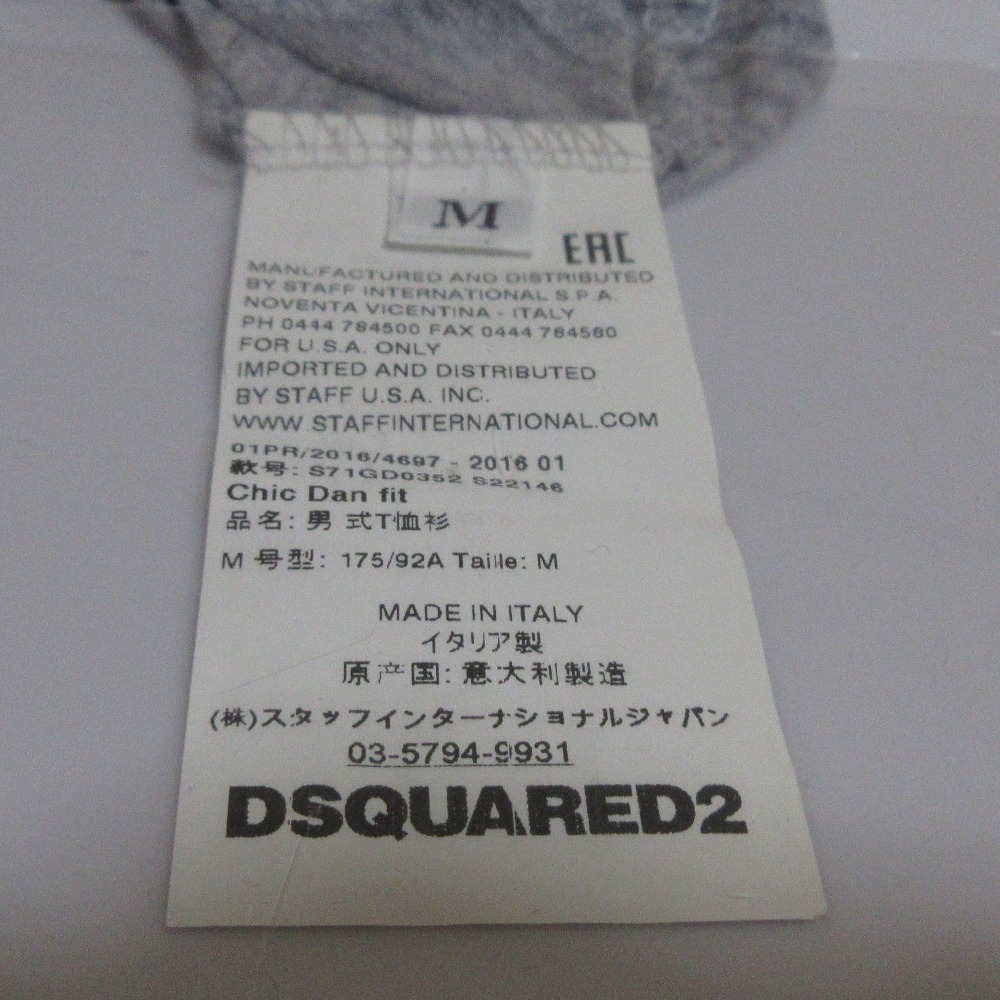 M
EAC
MANUFACTURED AND DISTRIBUTED
BY STAFF INTERNATIONAL S.P.A.
NOVENTA VICENTINA - ITALY
PH 0444 784500 FAX 0444 784580
FOR U.S.A. ONLY
IMPORTED AND DISTRIBUTED
BY STAFF U.S.A. INC.
WWW STAFFINTERNATIONAL.COM
01PR/2016/4697 - 2016 01
款号: S71GD0352 S22146
Chic Dan fit
品名: 男 式T恤衫
M 号型: 175/92A Taille: M
MADE IN ITALY
イタリア製
原产国: 意大利製造
(株)スタッフインターナショナルジャパン
03-5794-9931
DSQUARED2